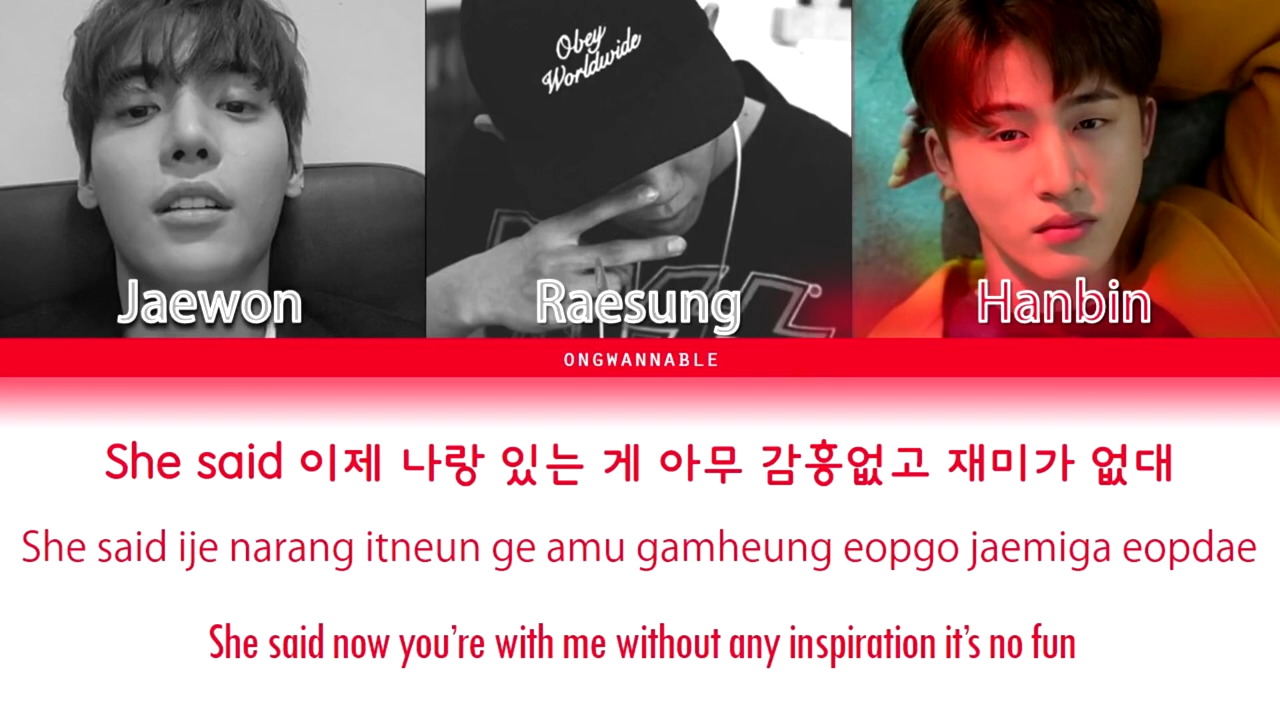 Obey
Worldwide
Jaewon
Raesung
Hanbin
ONGWANNABLE
She said 이제 나랑 있는 게 아무 감흥없고 재미가 없대
She said ije narang itneun ge amu gamheung eopgo jaemiga eopdae
She said now you're with me without any inspiration it's no fun